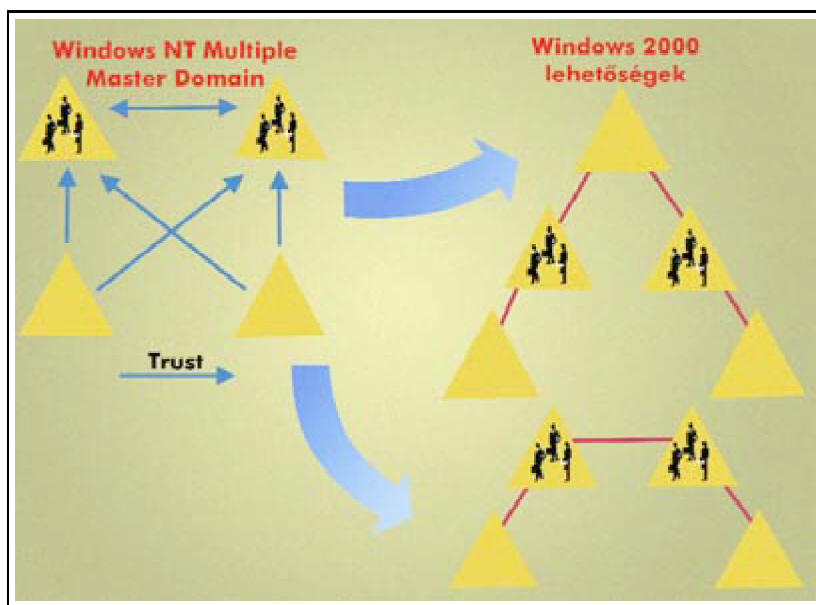 Windows NT Multiple
Master Domain
Windows 2000
lehetőségek
Trust